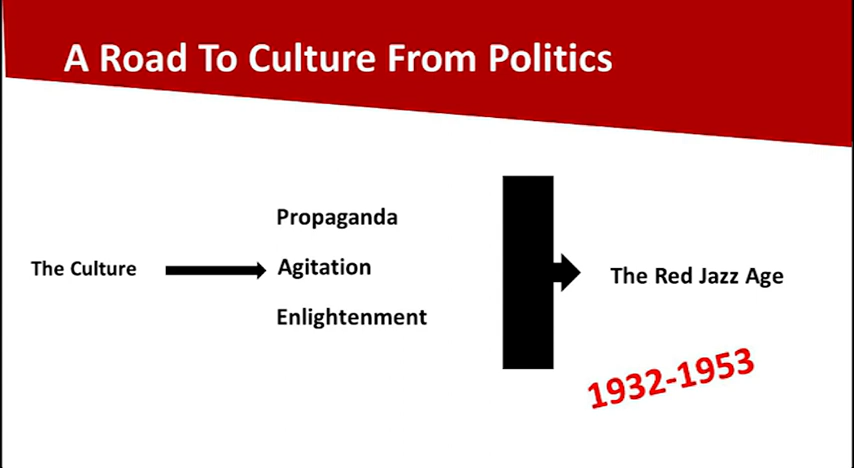 A Road To Culture From Politics
Propaganda
The Culture
Agitation
Enlightenment
The Red Jazz Age
1932-1953